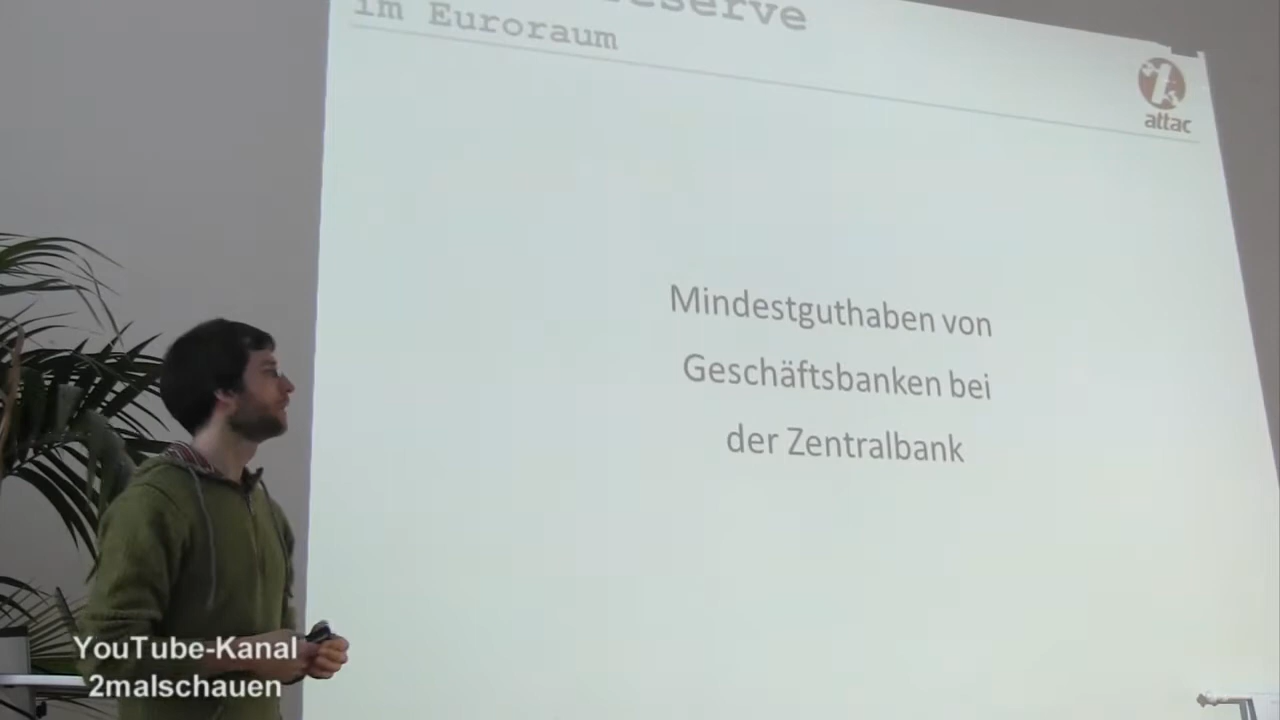 im Euroraum
attac
Mindestguthaben von
Geschäftsbanken bei
der Zentralbank
YouTube-Kanal
2malschauen